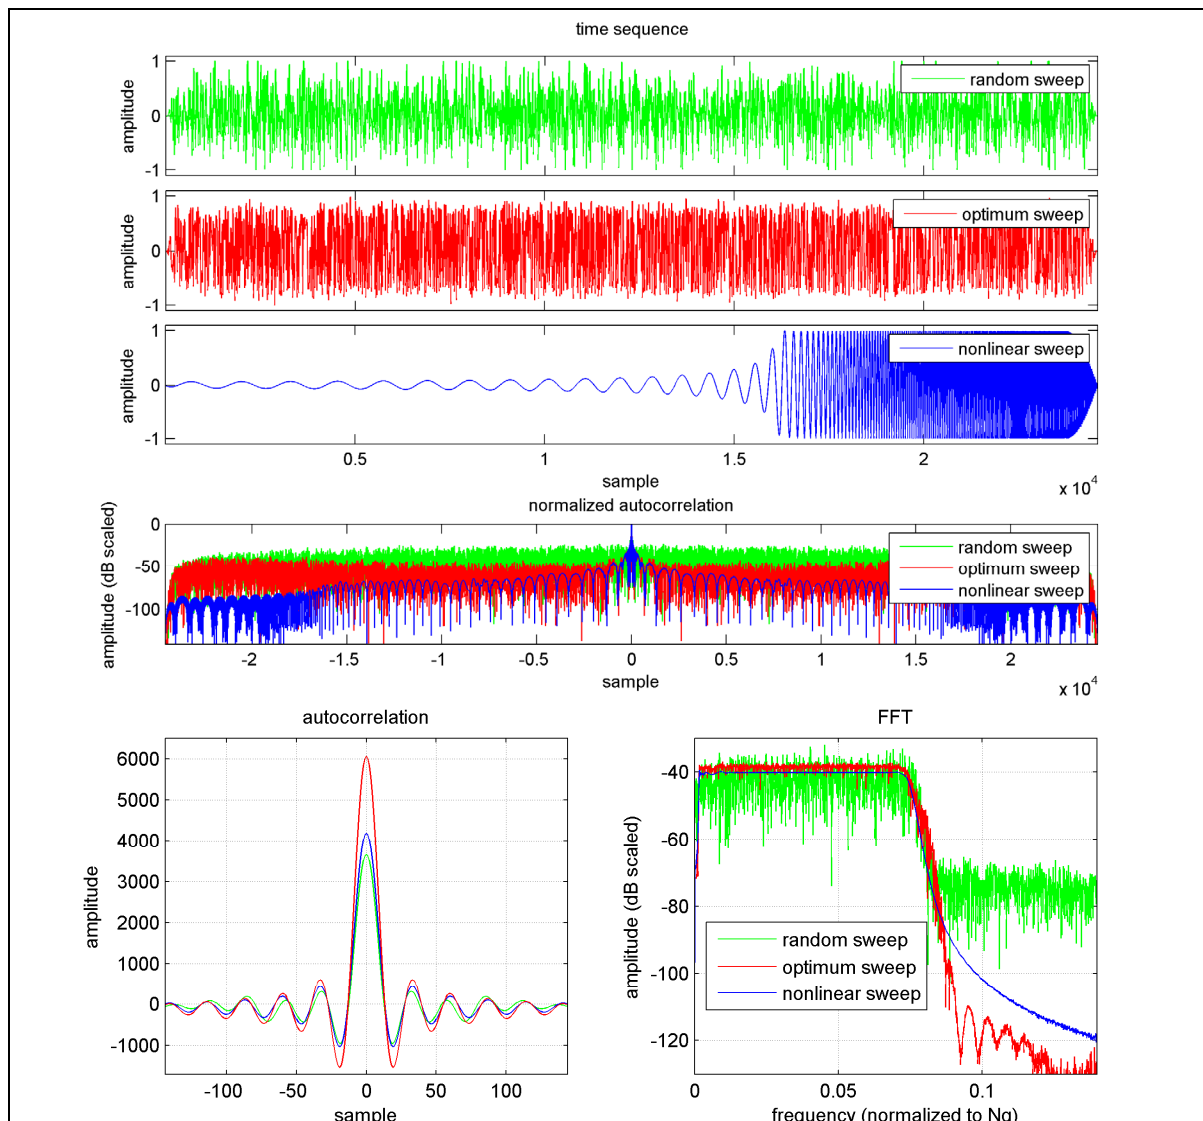 time sequence
1
0
-1
amplitude
random sweep
1
0
-1
amplitude
optimum sweep
1
0
-1
amplitude
nonlinear sweep
0.5 1 1.5 2
sample
x 10^4
normalized autocorrelation
0
-50
-100
amplitude (dB scaled)
random sweep
optimum sweep
nonlinear sweep
-2 -1.5 -1 -0.5 0 0.5 1 1.5 2
sample
x 10^4
autocorrelation
6000
5000
4000
3000
2000
1000
0
-1000
amplitude
-100 -50 0 50 100
sample
FFT
-40
-60
-80
-100
-120
amplitude (dB scaled)
random sweep
optimum sweep
nonlinear sweep
0 0.05 0.1
frequency (normalized to Nq)